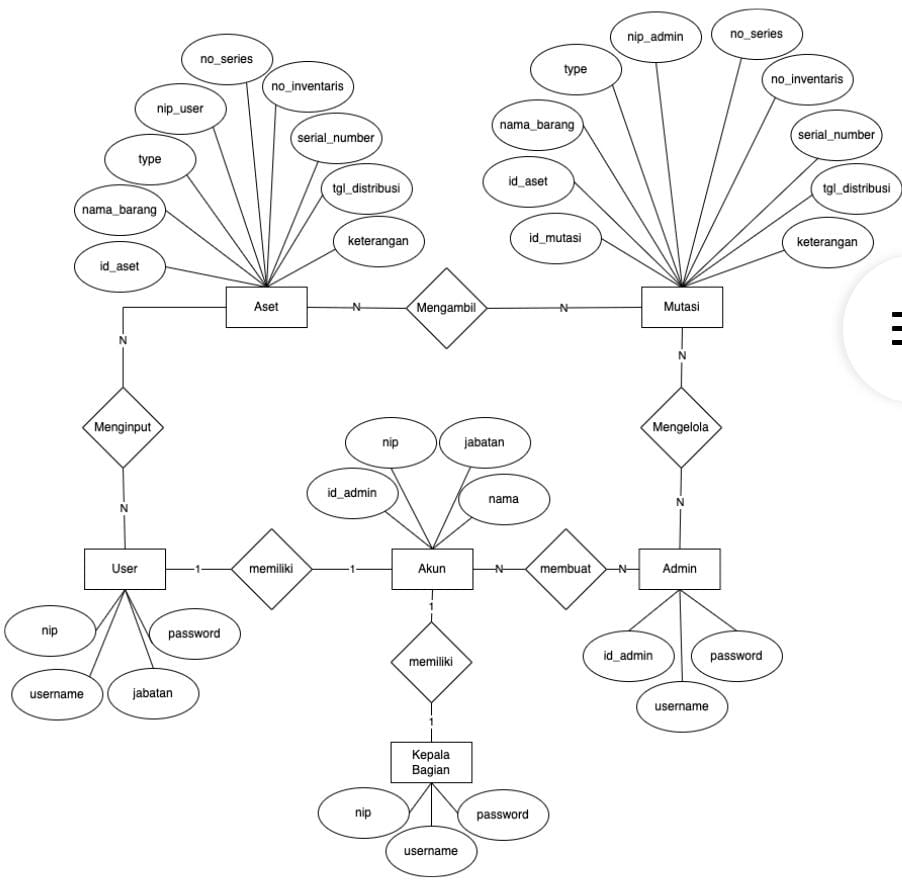 nip_admin
no_series
no_series
type
no_inventaris
no_inventaris
nip_user
nama_barang
serial_number
serial_number
type
id_aset
tgl_distribusi
tgl_distribusi
nama_barang
id_mutasi
keterangan
keterangan
id_aset
Aset
N
Mengambil
N
Mutasi
N
N
Menginput
Mengelola
nip
jabatan
id_admin
nama
N
N
User
1
memiliki
1
Akun
N
membuat
N
Admin
1
nip
password
memiliki
id_admin
password
username
jabatan
username
1
Kepala
Bagian
nip
password
username